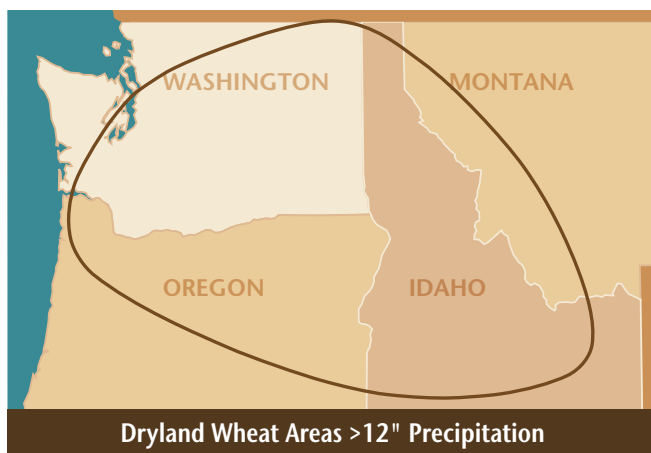 WASHINGTON
MONTANA
OREGON
IDAHO
Dryland Wheat Areas >12" Precipitation